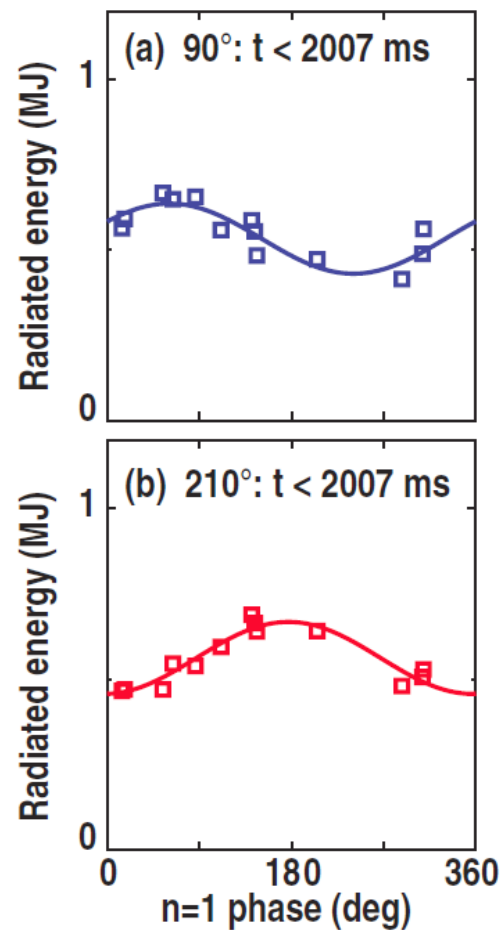 (a) 90°: t < 2007 ms
Radiated energy (MJ)
1
0
(b) 210°: t < 2007 ms
Radiated energy (MJ)
1
0
0 180 360
n=1 phase (deg)